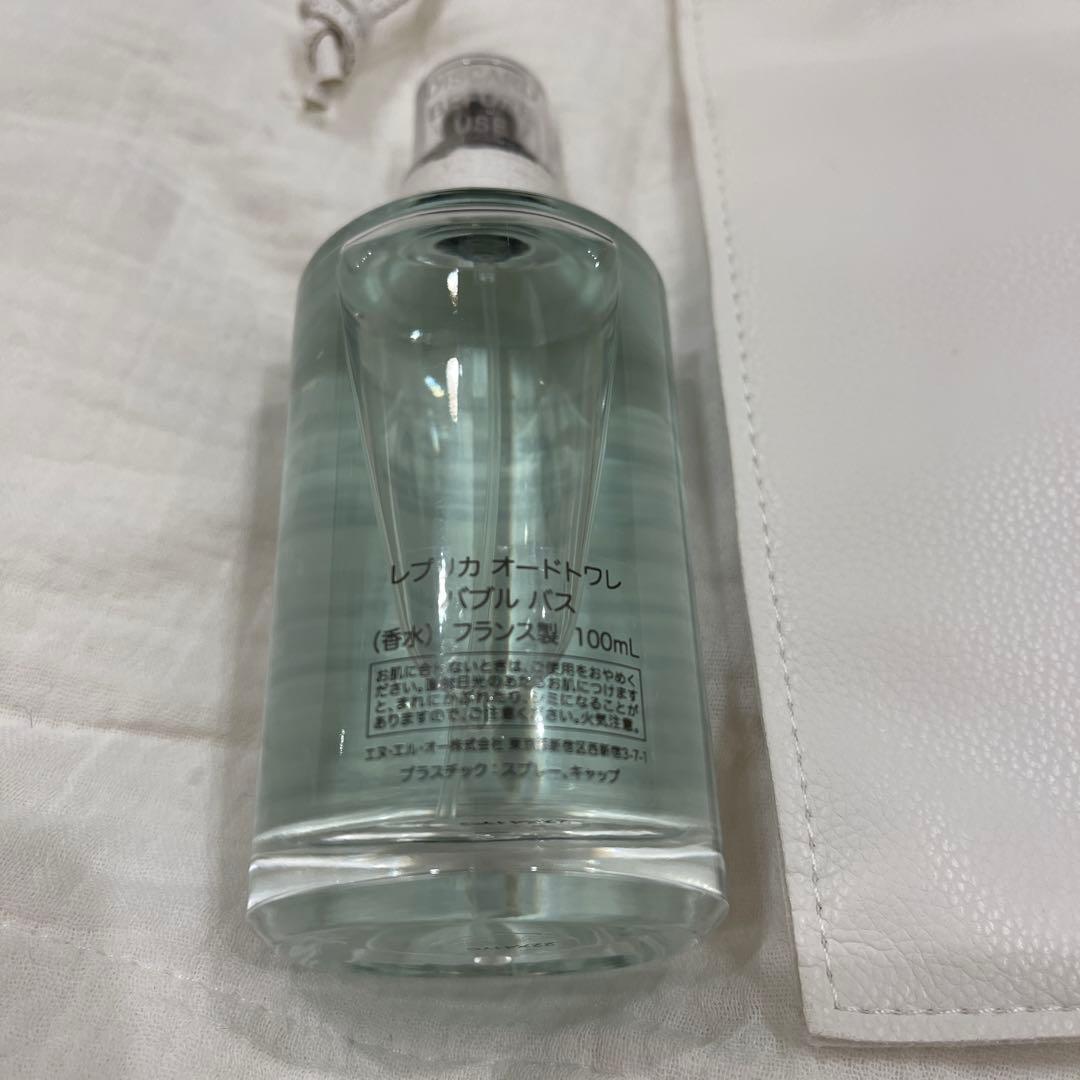 DISCARD
BEFORE
USE
レプリカ オードトワレ
バブル バス
（香水） フランス製 100mL
お肌に合わないときは、ご使用をおやめく
ださい。直射日光のあたるお肌につけます
と、まれにかぶれたり、シミになることが
ありますので、ご注意ください。火気注意。
エヌ・エル・オー株式会社 東京都新宿区西新宿3-7-1
プラスチック：スプレー、キャップ